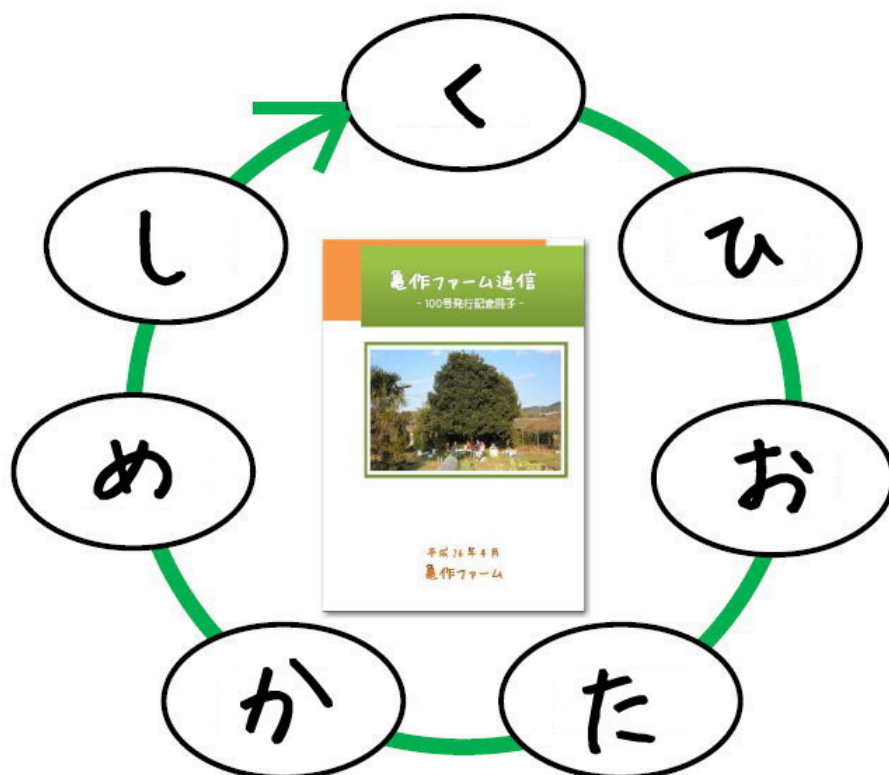 く
ひ
お
た
か
め
し
亀作ファーム通信
- 100号発行記念冊子 -
平成26年4月
亀作ファーム